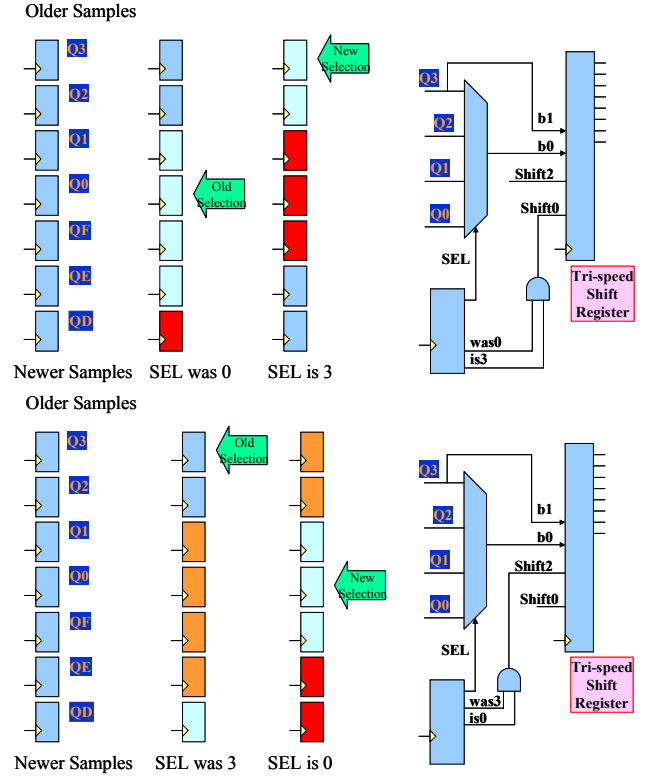 Older Samples
Q3
Q2
Q1
Q0
QF
QE
QD
New
Selection
Old
Selection
Newer Samples
SEL was 0
SEL is 3
Q3
Q2
Q1
Q0
b1
b0
Shift2
Shift0
SEL
was0
is3
Tri-speed
Shift
Register
Older Samples
Q3
Q2
Q1
Q0
QF
QE
QD
Old
Selection
New
Selection
Newer Samples
SEL was 3
SEL is 0
Q3
Q2
Q1
Q0
b1
b0
Shift2
Shift0
SEL
was3
is0
Tri-speed
Shift
Register